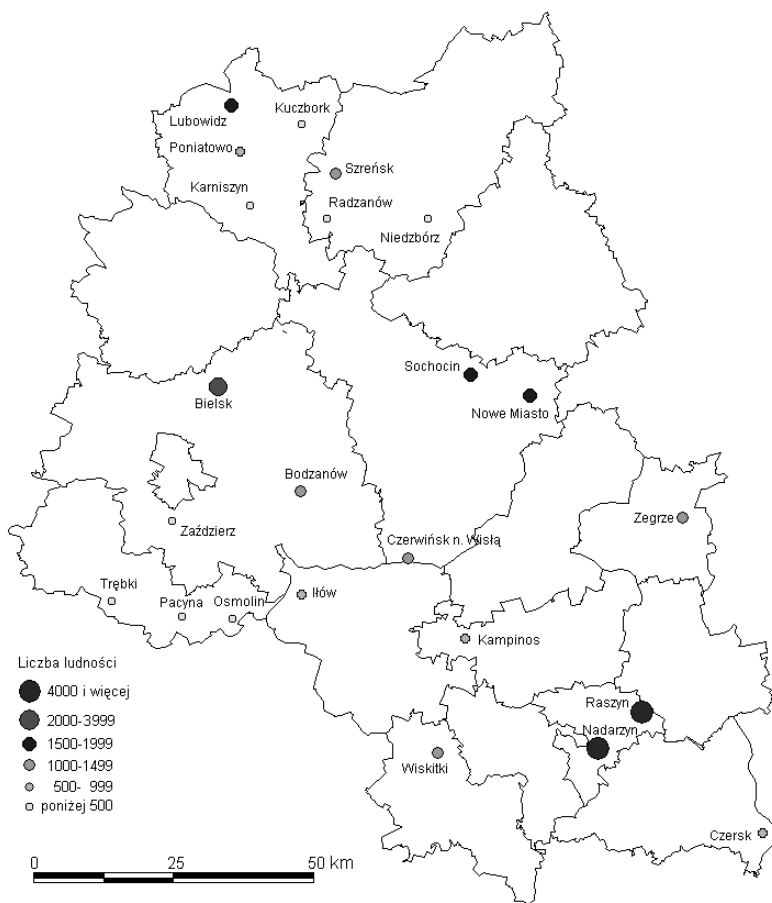 Lubowidz
Kuczbork
Poniatowo
Szreńsk
Karniszyn
Radzanów
Niedzbórz
Sochocin
Bielsk
Nowe Miasto
Bodzanów
Zegrze
Zaździerz
Czerwińsk n. Wisłą
Trębki
Pacyna
Osmolin
Iłów
Kampinos
Raszyn
Nadarzyn
Wiskitki
Czersk
Liczba ludności
4000 i więcej
2000-3999
1500-1999
1000-1499
500- 999
poniżej 500
0 25 50 km